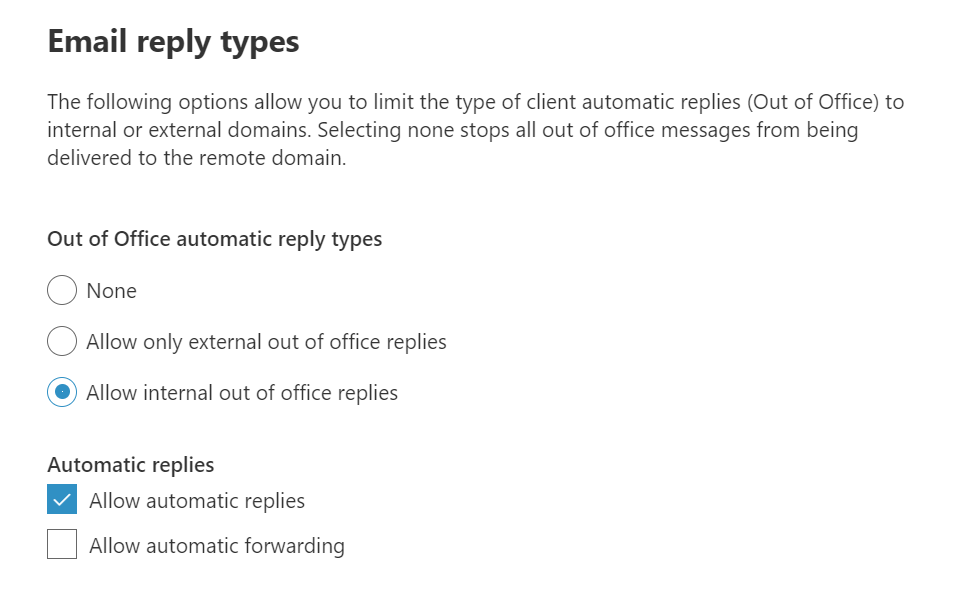 Email reply types
The following options allow you to limit the type of client automatic replies (Out of Office) to
internal or external domains. Selecting none stops all out of office messages from being
delivered to the remote domain.
Out of Office automatic reply types
None
Allow only external out of office replies
Allow internal out of office replies
Automatic replies
Allow automatic replies
Allow automatic forwarding